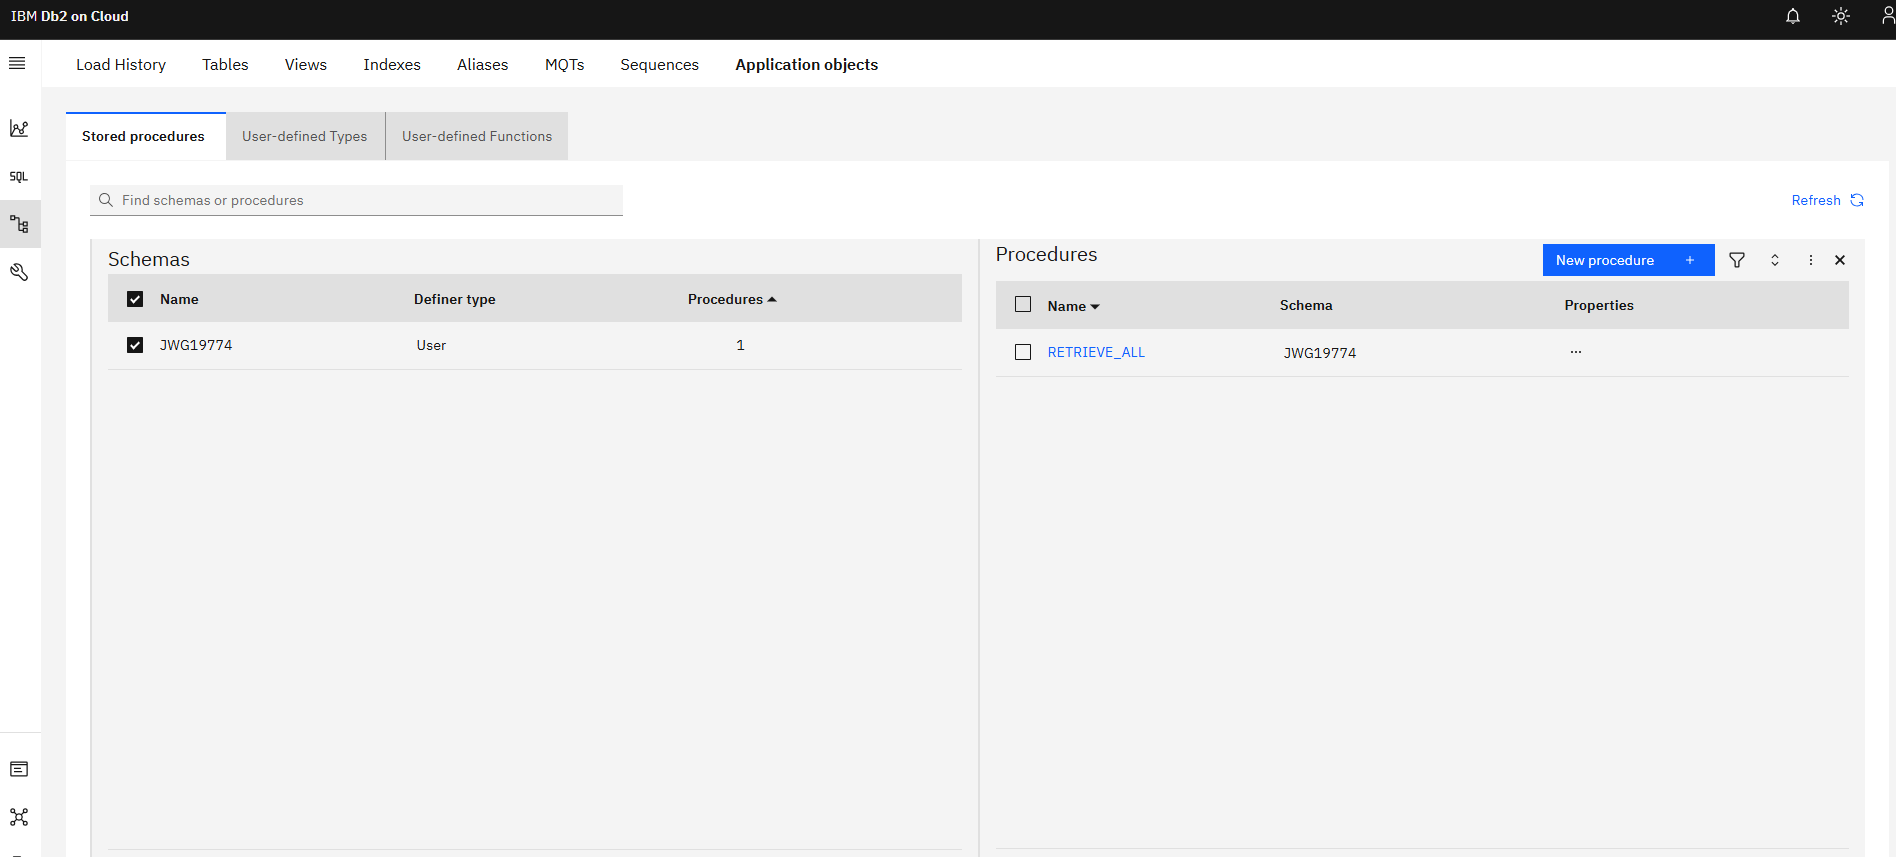 IBM Db2 on Cloud
Load History Tables Views Indexes Aliases MQTs Sequences Application objects
Stored procedures User-defined Types User-defined Functions
SQL
Find schemas or procedures
Refresh
Schemas
Name Definer type Procedures
JWG19774 User 1
Procedures
New procedure +
Name Schema Properties
RETRIEVE_ALL JWG19774 ...